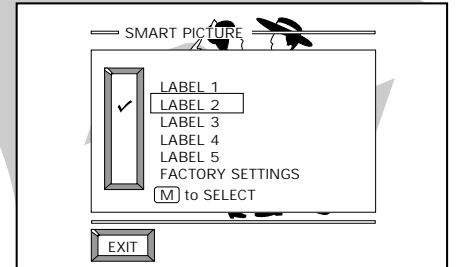 SMART PICTURE
LABEL 1
LABEL 2
LABEL 3
LABEL 4
LABEL 5
FACTORY SETTINGS
M to SELECT
EXIT